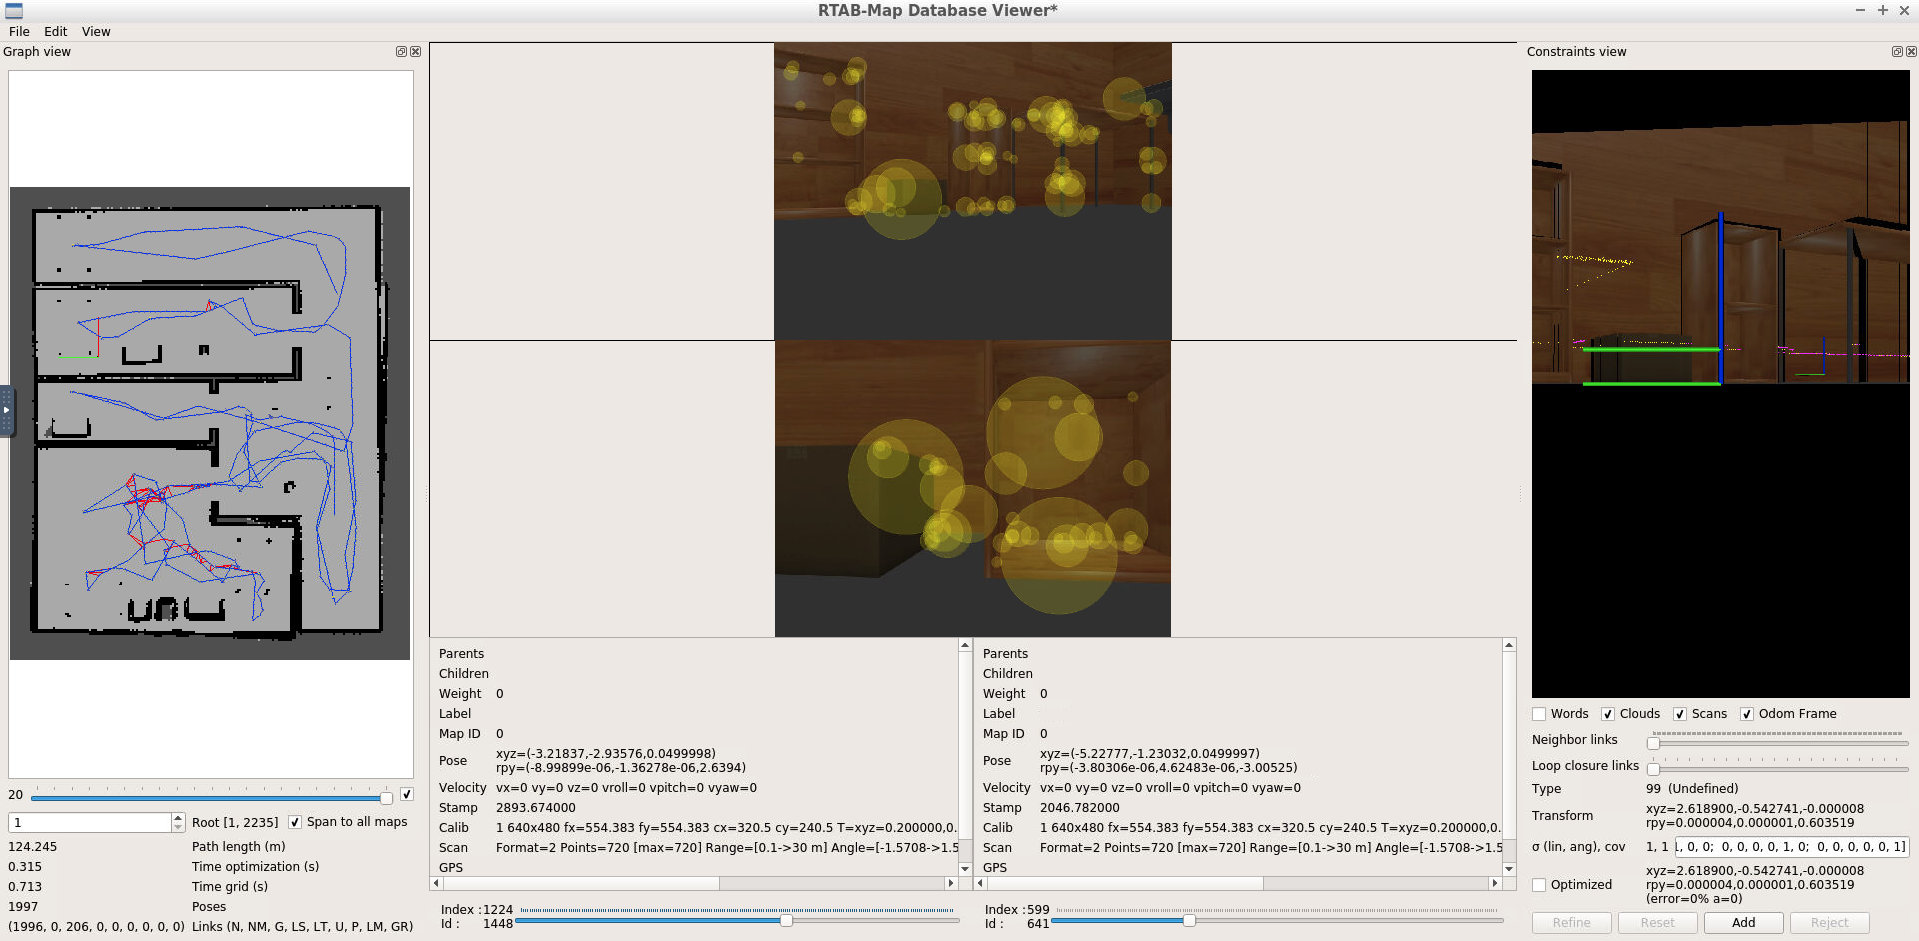 RTAB-Map Database Viewer*
File Edit View
Graph view
20
1 Root [1, 2235] Span to all maps
124.245 Path length (m)
0.315 Time optimization (s)
0.713 Time grid (s)
1997 Poses
(1996, 0, 206, 0, 0, 0, 0, 0, 0) Links (N, NM, G, LS, LT, U, P, LM, GR)
Parents
Children
Weight 0
Label
Map ID 0
Pose xyz=(-3.21837,-2.93576,0.0499998)
rpy=(-8.99899e-06,-1.36278e-06,2.6394)
Velocity vx=0 vy=0 vz=0 vroll=0 vpitch=0 vyaw=0
Stamp 2893.674000
Calib 1 640x480 fx=554.383 fy=554.383 cx=320.5 cy=240.5 T=xyz=0.200000,0.
Scan Format=2 Points=720 [max=720] Range=[0.1->30 m] Angle=[-1.5708->1.5
GPS
Index :1224
Id : 1448
Parents
Children
Weight 0
Label
Map ID 0
Pose xyz=(-5.22777,-1.23032,0.0499997)
rpy=(-3.80306e-06,4.62483e-06,-3.00525)
Velocity vx=0 vy=0 vz=0 vroll=0 vpitch=0 vyaw=0
Stamp 2046.782000
Calib 1 640x480 fx=554.383 fy=554.383 cx=320.5 cy=240.5 T=xyz=0.200000,0.
Scan Format=2 Points=720 [max=720] Range=[0.1->30 m] Angle=[-1.5708->1.5
GPS
Index :599
Id : 641
Constraints view
Words Clouds Scans Odom Frame
Neighbor links
Loop closure links
Type 99 (Undefined)
Transform xyz=2.618900,-0.542741,-0.000008
rpy=0.000004,0.000001,0.603519
σ (lin, ang), cov 1, 1 1, 0, 0; 0, 0, 0, 0, 1, 0; 0, 0, 0, 0, 0, 1]
Optimized xyz=2.618900,-0.542741,-0.000008
rpy=0.000004,0.000001,0.603519
(error=0% a=0)
Refine Reset Add Reject